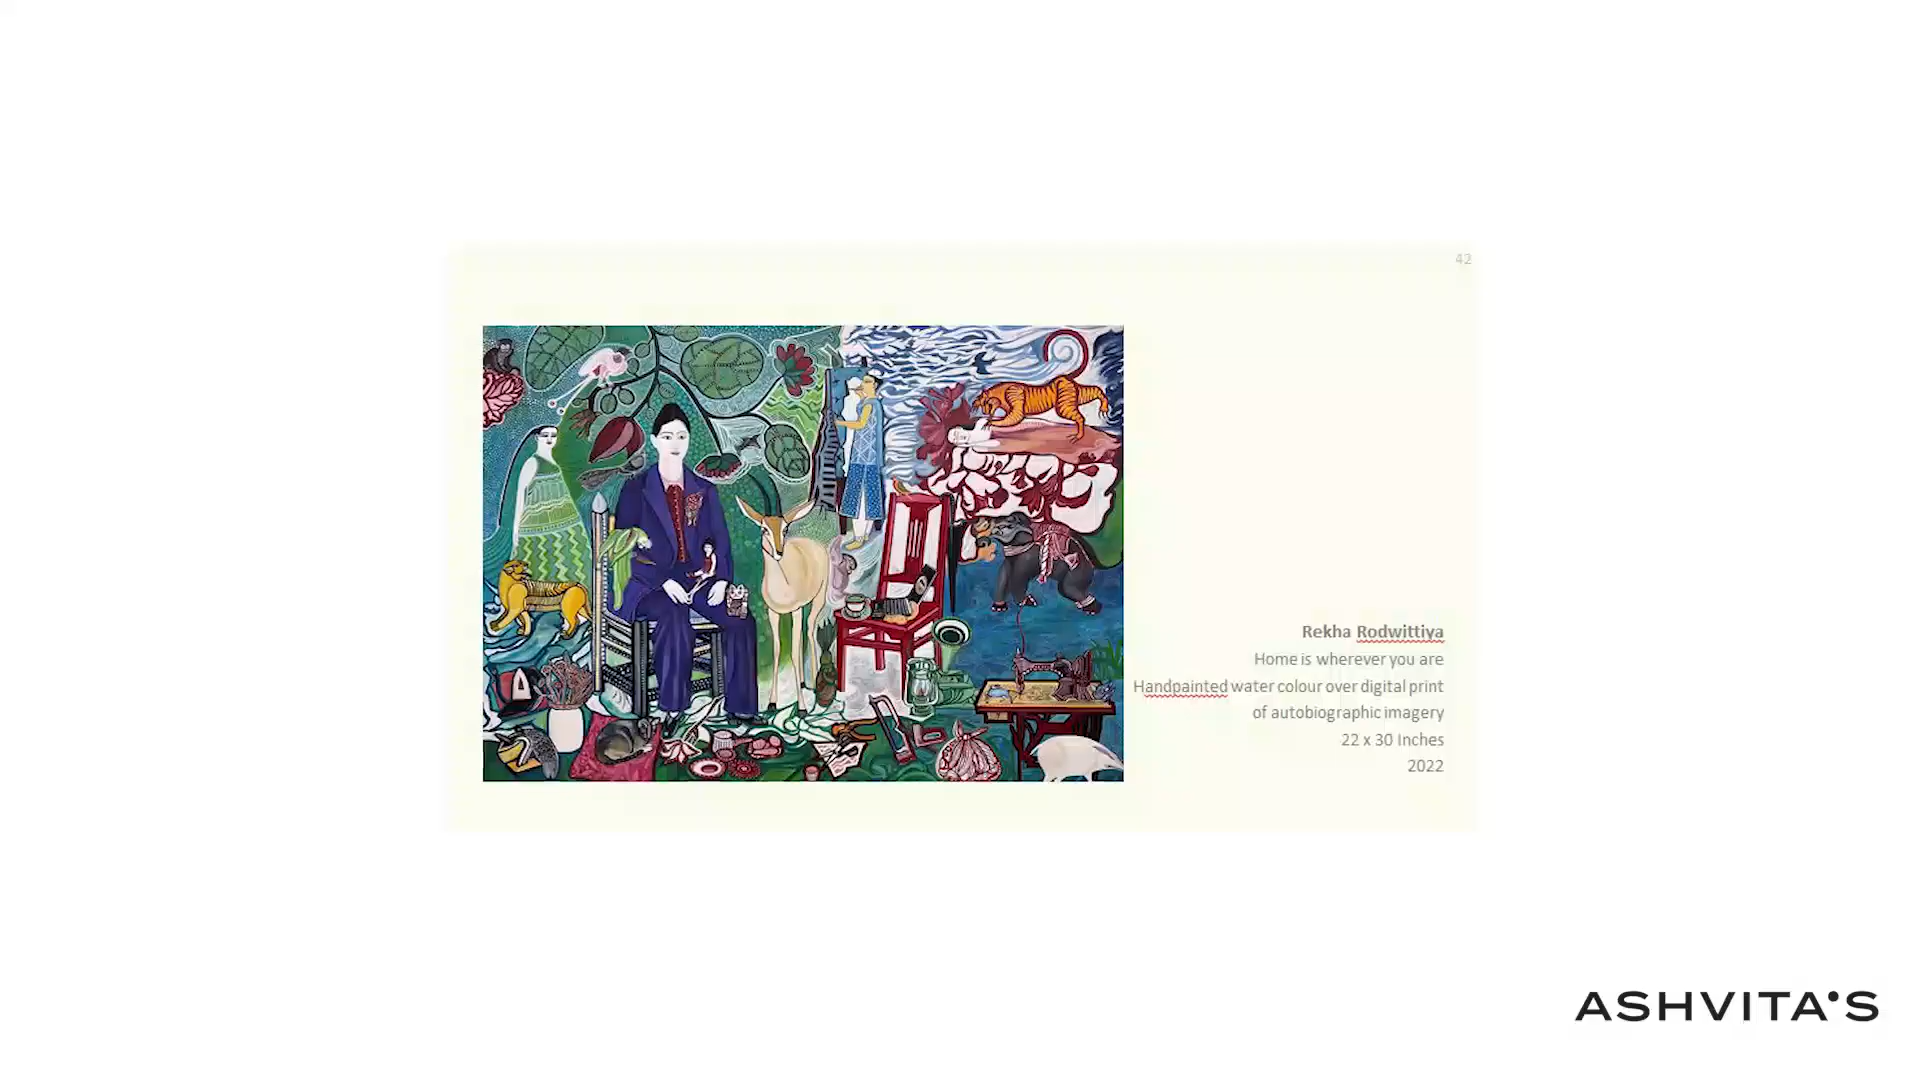 42
Rekha Rodwittiya
Home is wherever you are
Handpainted water colour over digital print
of autobiographic imagery
22 x 30 Inches
2022
ASHVITA'S